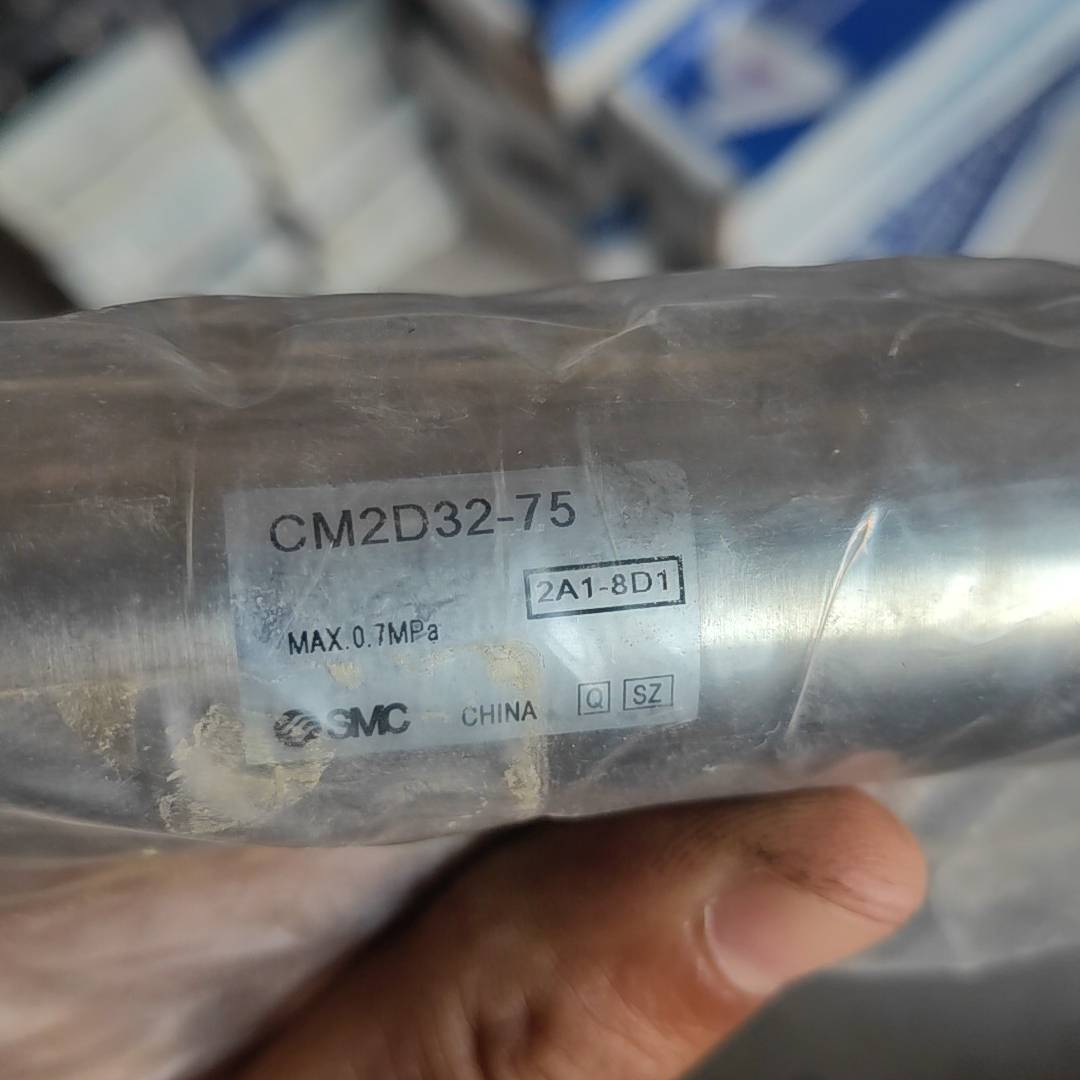 CM2D32-75
2A1-8D1
MAX.0.7MPa
SMC CHINA Q SZ